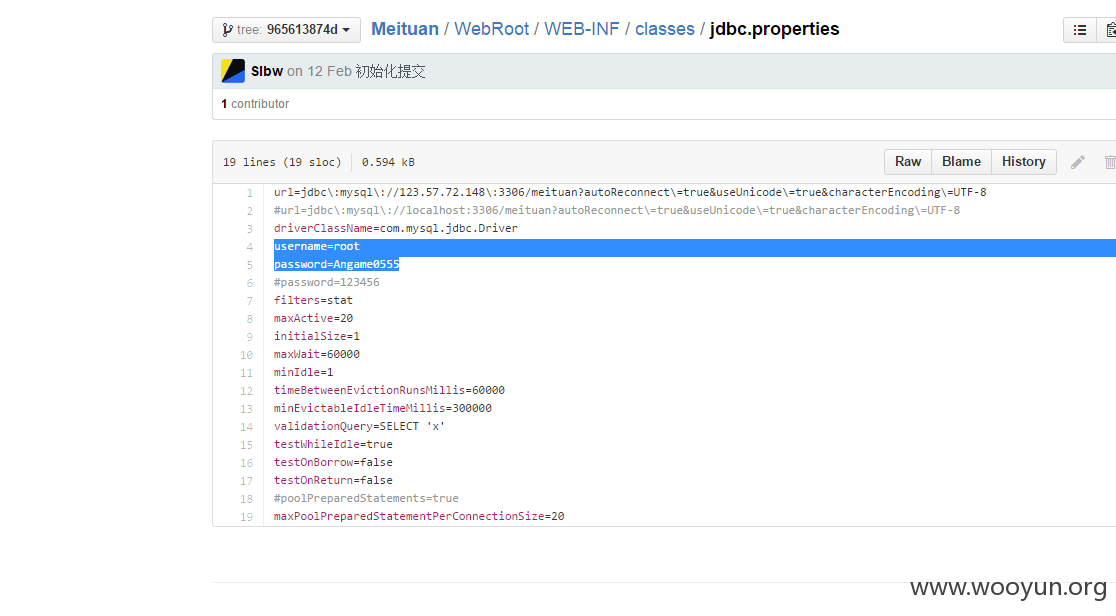 tree: 965613874d Meituan / WebRoot / WEB-INF / classes / jdbc.properties
Slbw on 12 Feb 初始化提交
1 contributor
19 lines (19 sloc) 0.594 kB Raw Blame History
1 url=jdbc\:mysql\://123.57.72.148\:3306/meituan?autoReconnect\=true&useUnicode\=true&characterEncoding\=UTF-8
2 #url=jdbc\:mysql\://localhost:3306/meituan?autoReconnect\=true&useUnicode\=true&characterEncoding\=UTF-8
3 driverClassName=com.mysql.jdbc.Driver
4 username=root
5 password=Angame0555
6 #password=123456
7 filters=stat
8 maxActive=20
9 initialSize=1
10 maxWait=60000
11 minIdle=1
12 timeBetweenEvictionRunsMillis=60000
13 minEvictableIdleTimeMillis=300000
14 validationQuery=SELECT 'x'
15 testWhileIdle=true
16 testOnBorrow=false
17 testOnReturn=false
18 #poolPreparedStatements=true
19 maxPoolPreparedStatementPerConnectionSize=20
www.wooyun.org